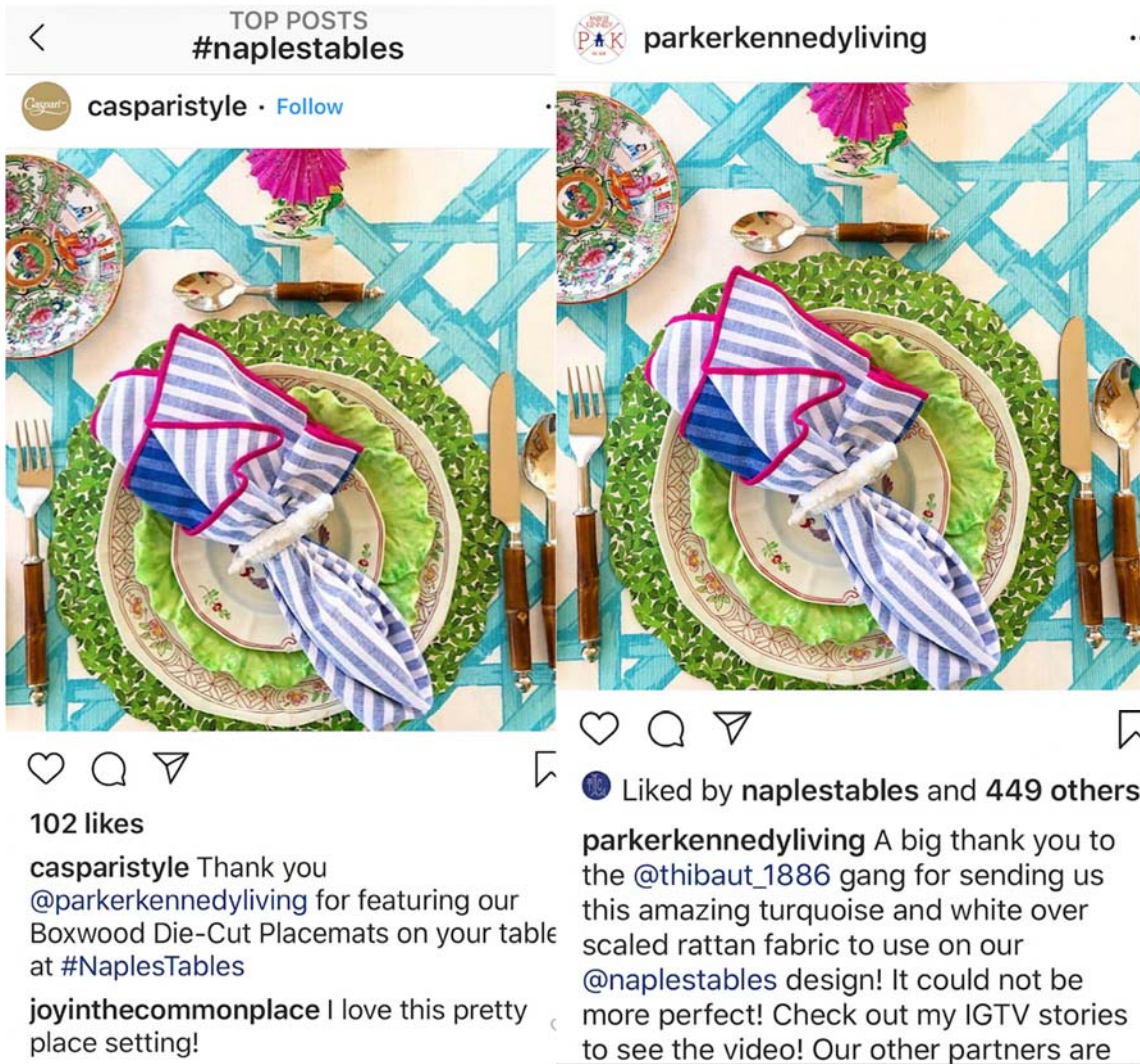 TOP POSTS
#naplestables
Caspari
casparistyle · Follow
102 likes
casparistyle Thank you
@parkerkennedyliving for featuring our
Boxwood Die-Cut Placemats on your table
at #NaplesTables
joyinthecommonplace I love this pretty
place setting!
P K
parkerkennedyliving
Liked by naplestables and 449 others
parkerkennedyliving A big thank you to
the @thibaut_1886 gang for sending us
this amazing turquoise and white over
scaled rattan fabric to use on our
@naplestables design! It could not be
more perfect! Check out my IGTV stories
to see the video! Our other partners are